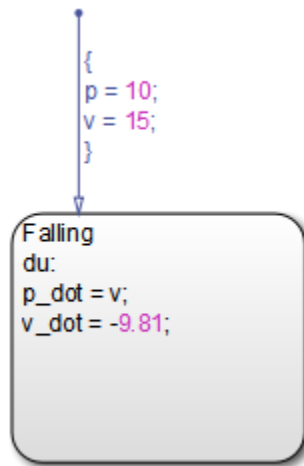 {
p = 10;
v = 15;
}
Falling
du:
p_dot = v;
v_dot = -9.81;